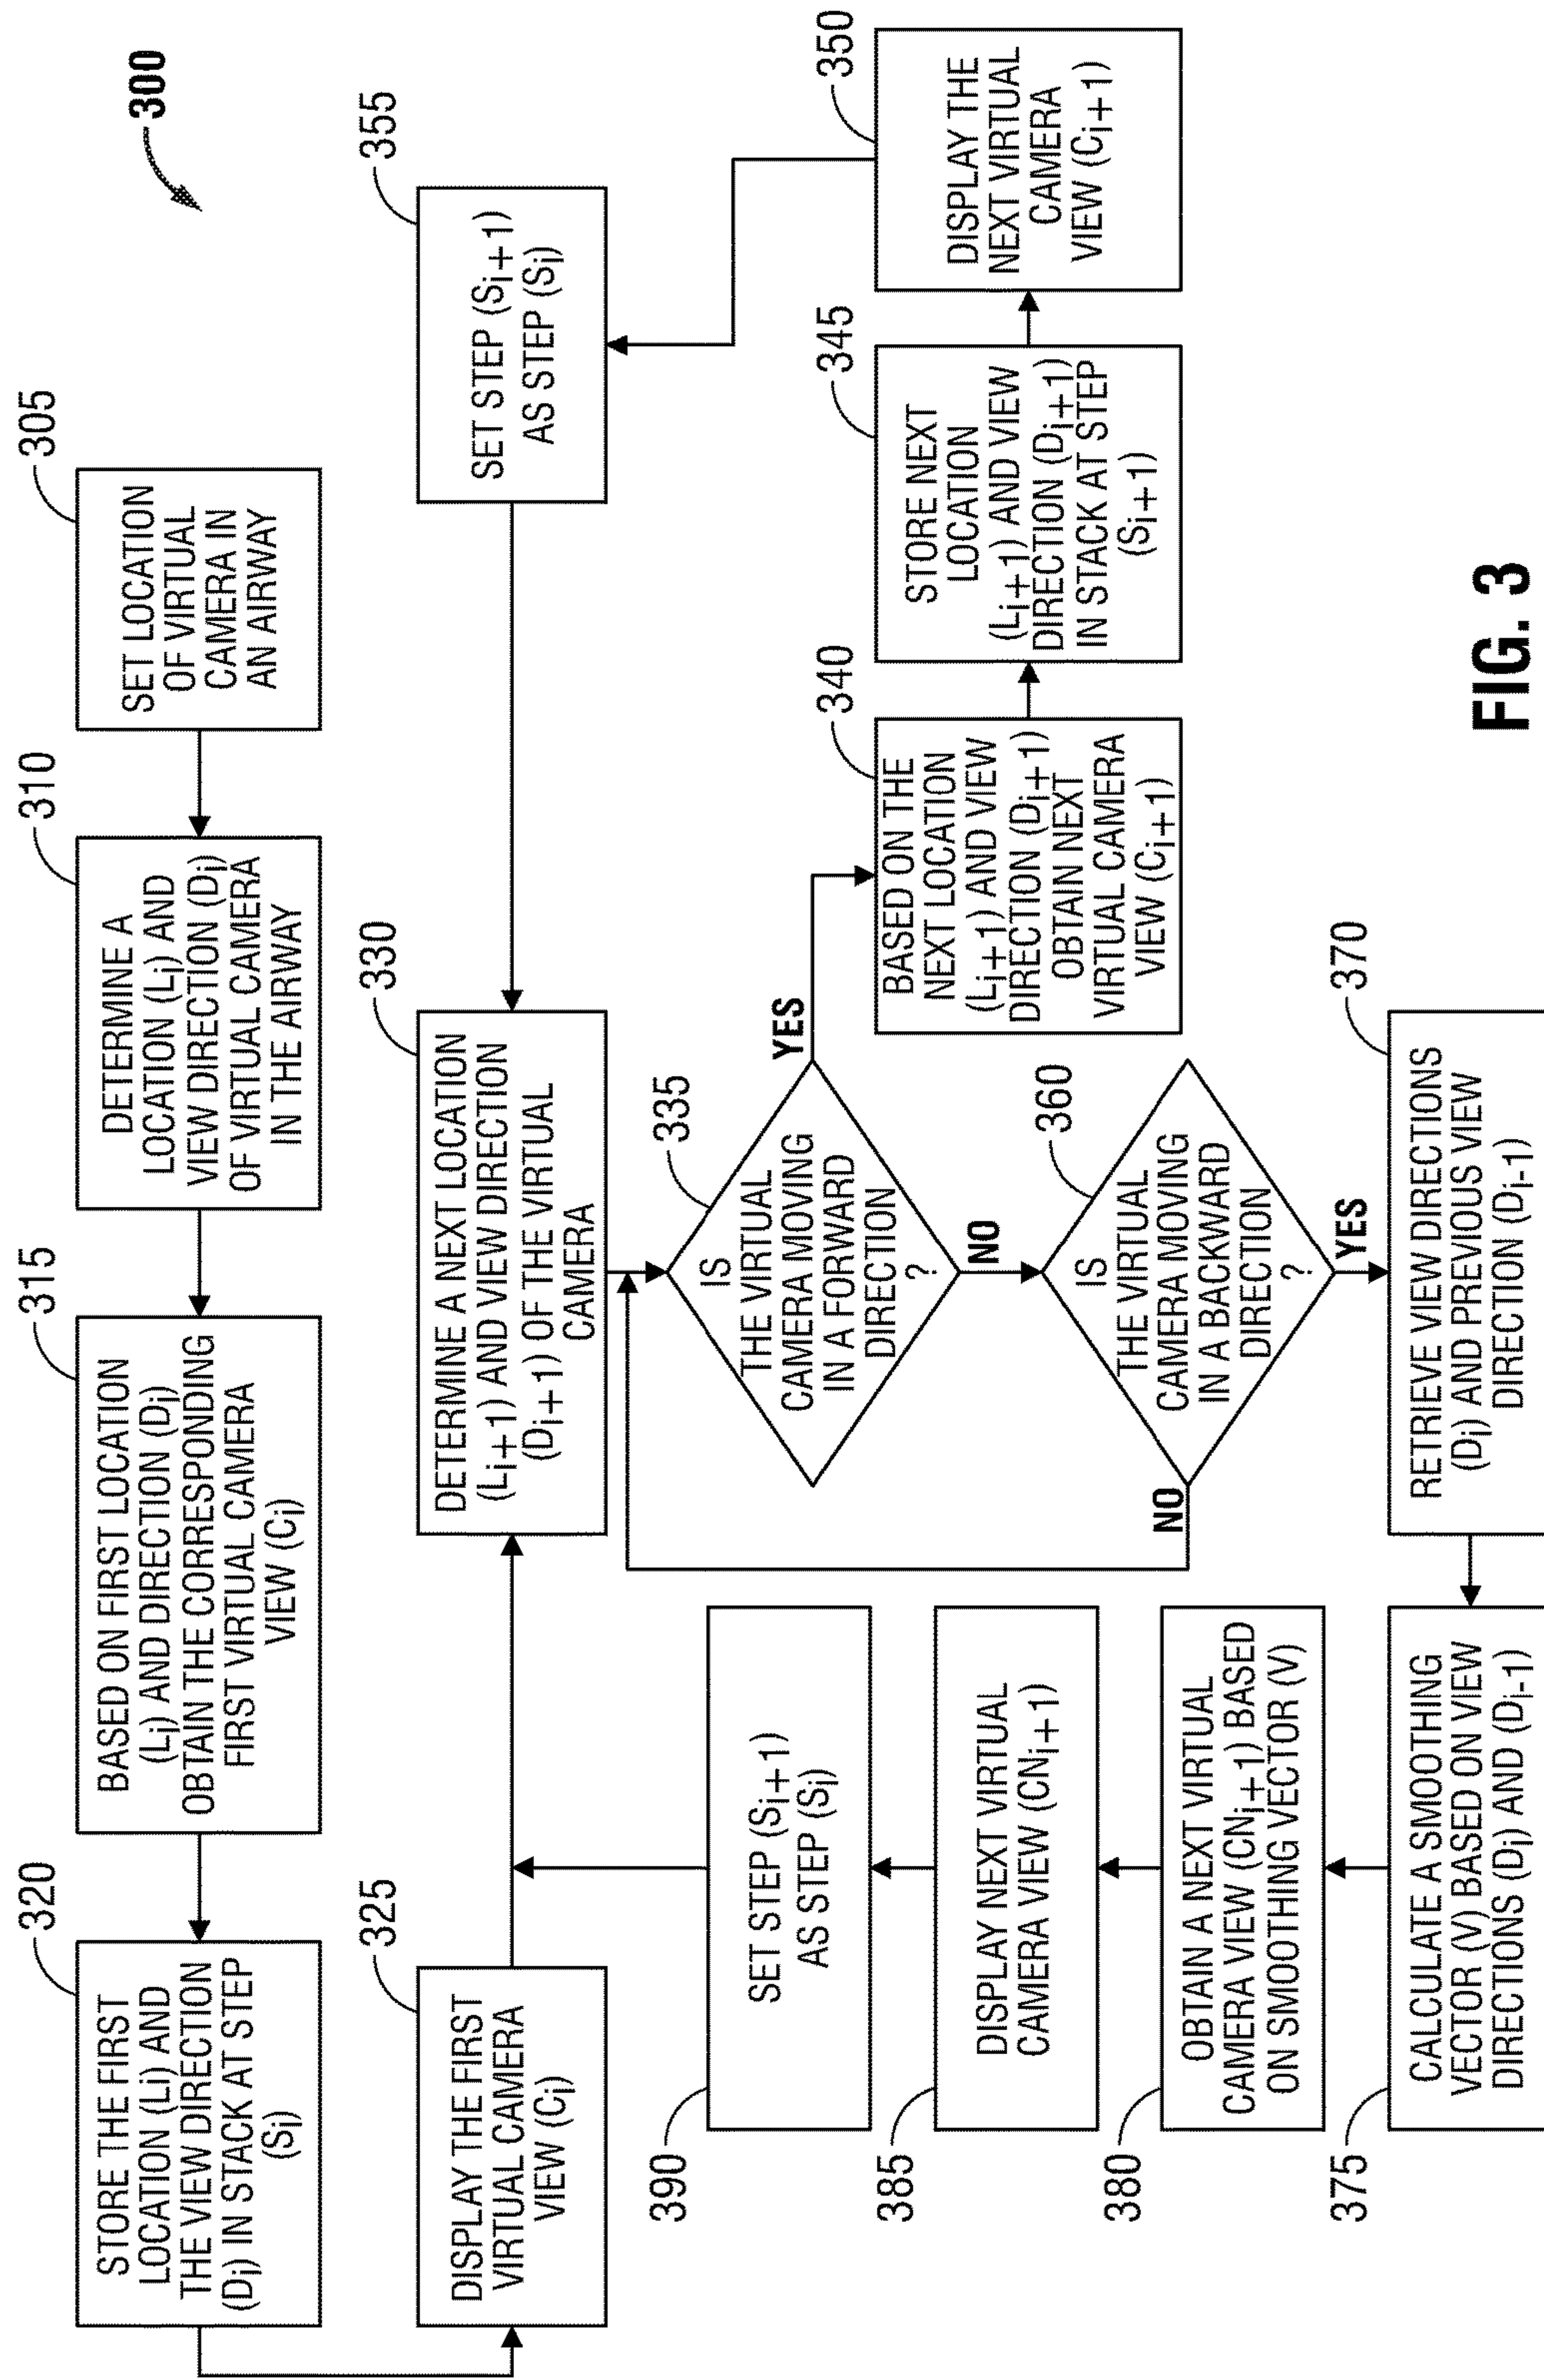 300
305
SET LOCATION
OF VIRTUAL
CAMERA IN
AN AIRWAY
310
DETERMINE A
LOCATION (Li) AND
VIEW DIRECTION (Di)
OF VIRTUAL CAMERA
IN THE AIRWAY
315
BASED ON FIRST LOCATION
(Li) AND DIRECTION (Di)
OBTAIN THE CORRESPONDING
FIRST VIRTUAL CAMERA
VIEW (Ci)
320
STORE THE FIRST
LOCATION (Li) AND
THE VIEW DIRECTION
(Di) IN STACK AT STEP
(Si)
325
DISPLAY THE FIRST
VIRTUAL CAMERA
VIEW (Ci)
330
DETERMINE A NEXT LOCATION
(Li+1) AND VIEW DIRECTION
(Di+1) OF THE VIRTUAL
CAMERA
335
IS
THE VIRTUAL
CAMERA MOVING
IN A FORWARD
DIRECTION
?
YES
NO
340
BASED ON THE
NEXT LOCATION
(Li+1) AND VIEW
DIRECTION (Di+1)
OBTAIN NEXT
VIRTUAL CAMERA
VIEW (Ci+1)
345
STORE NEXT
LOCATION
(Li+1) AND VIEW
DIRECTION (Di+1)
IN STACK AT STEP
(Si+1)
350
DISPLAY THE
NEXT VIRTUAL
CAMERA
VIEW (Ci+1)
355
SET STEP (Si+1)
AS STEP (Si)
360
IS
THE VIRTUAL
CAMERA MOVING
IN A BACKWARD
DIRECTION
?
NO
YES
370
RETRIEVE VIEW DIRECTIONS
(Di) AND PREVIOUS VIEW
DIRECTION (Di-1)
375
CALCULATE A SMOOTHING
VECTOR (V) BASED ON VIEW
DIRECTIONS (Di) AND (Di-1)
380
OBTAIN A NEXT VIRTUAL
CAMERA VIEW (CNi+1) BASED
ON SMOOTHING VECTOR (V)
385
DISPLAY NEXT VIRTUAL
CAMERA VIEW (CNi+1)
390
SET STEP (Si+1)
AS STEP (Si)
FIG. 3